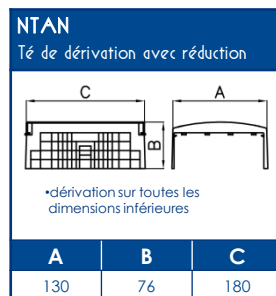 NTAN
Té de dérivation avec réduction
C
A
B
•dérivation sur toutes les
dimensions inférieures
A B C
130 76 180